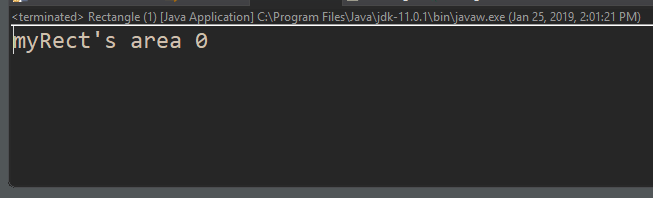 <terminated> Rectangle (1) [Java Application] C:\Program Files\Java\jdk-11.0.1\bin\javaw.exe (Jan 25, 2019, 2:01:21 PM)
myRect's area 0